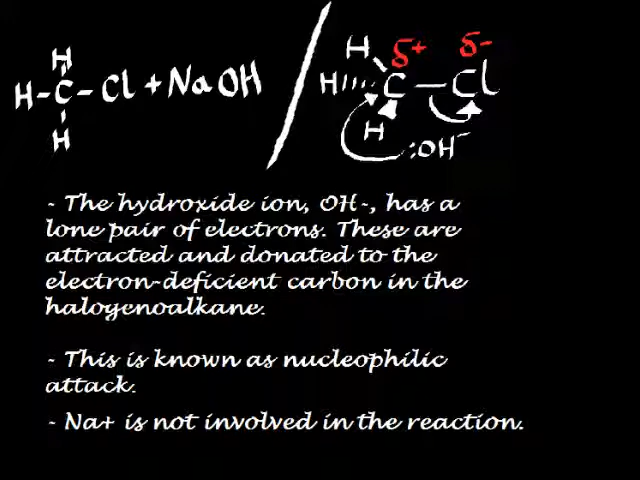 H
H-C-Cl + NaOH
H
H δ+ δ-
H C — Cl
H :OH-
- The hydroxide ion, OH-, has a
lone pair of electrons. These are
attracted and donated to the
electron-deficient carbon in the
halogenoalkane.
- This is known as nucleophilic
attack.
- Na+ is not involved in the reaction.